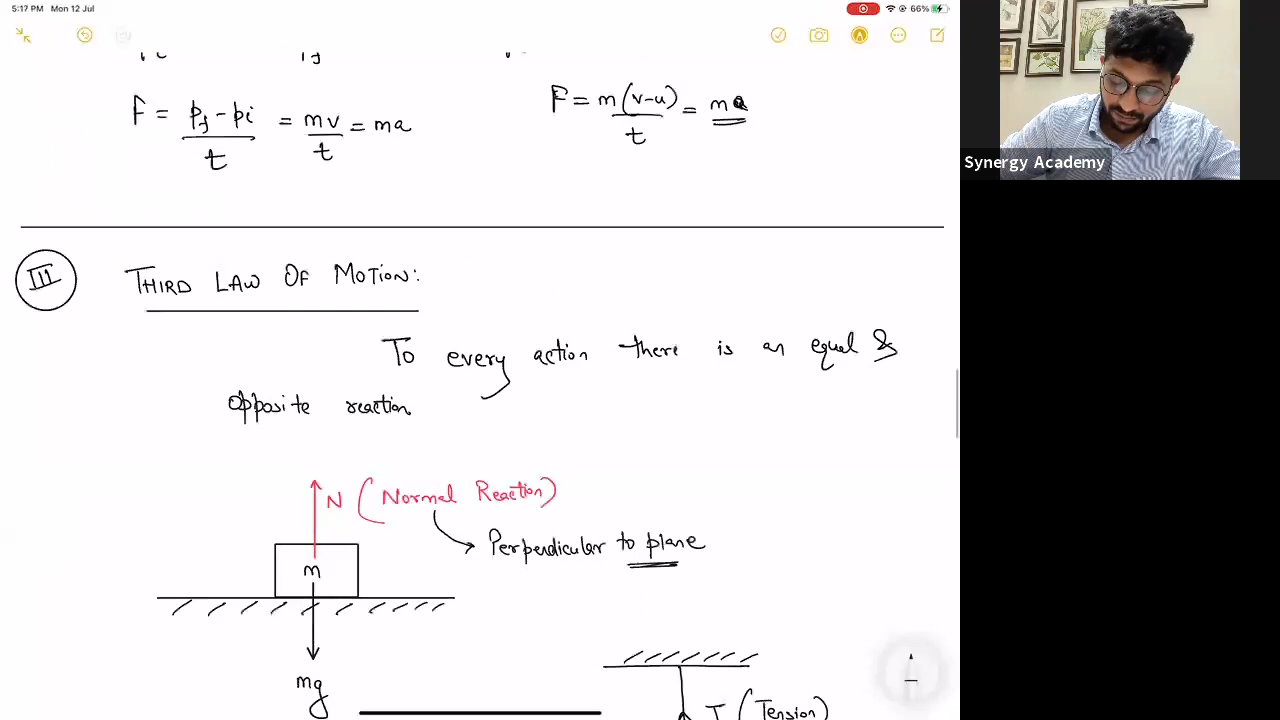 5:17 PM Mon 12 Jul
66%
F = pf - pi / t = mv / t = ma
F = m(v-u) / t = ma
Synergy Academy
III
THIRD LAW OF MOTION:
To every action there is an equal &
opposite reaction
N (Normal Reaction)
Perpendicular to plane
m
mg
T (Tension)